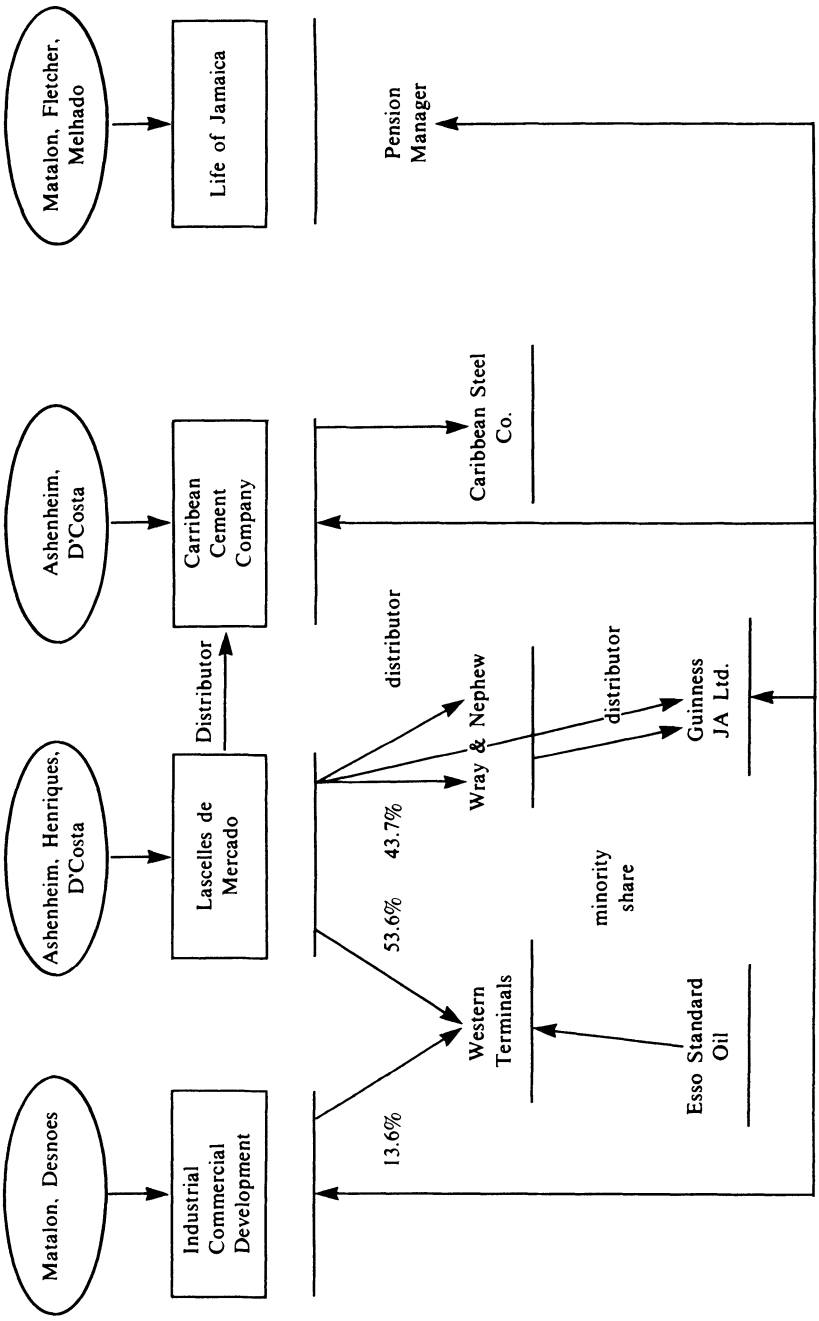 Matalon, Desnoes
Ashenheim, Henriques,
D'Costa
Ashenheim,
D'Costa
Matalon, Fletcher,
Melhado
Industrial
Commercial
Development
Lascelles de
Mercado
Distributor
Carribean
Cement
Company
Life of Jamaica
13.6%
53.6%
43.7%
distributor
Pension
Manager
Western
Terminals
Wray & Nephew
Caribbean Steel
Co.
minority
share
distributor
Esso Standard
Oil
Guinness
JA Ltd.